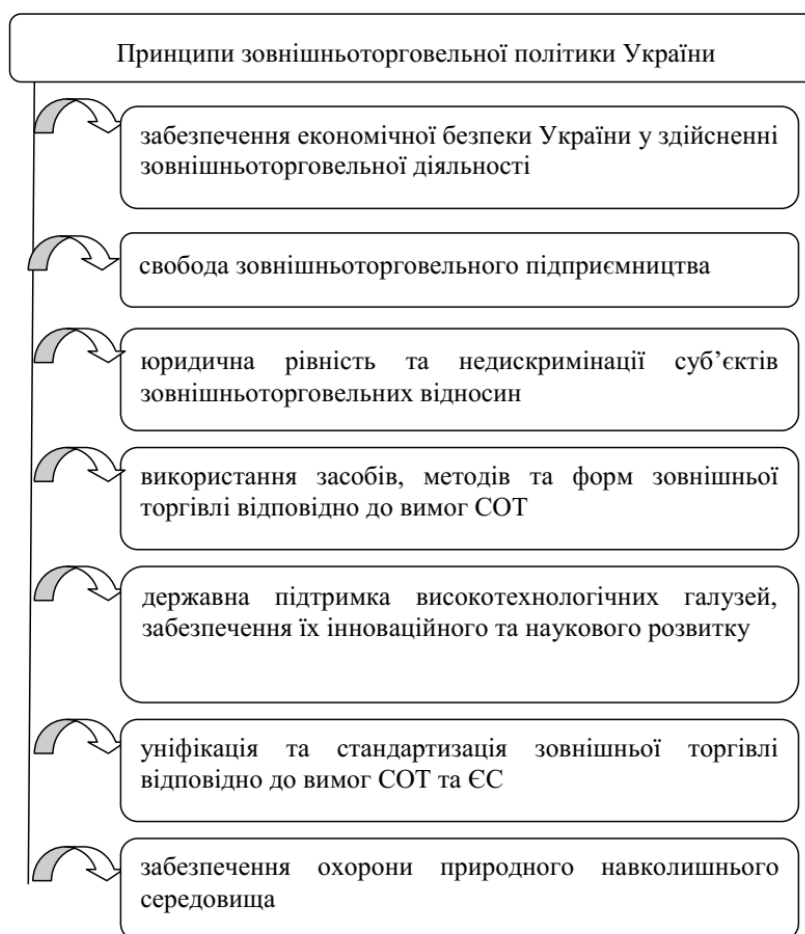 Принципи зовнішньоторговельної політики України
забезпечення економічної безпеки України у здійсненні
зовнішньоторговельної діяльності
свобода зовнішньоторговельного підприємництва
юридична рівність та недискримінації суб’єктів
зовнішньоторговельних відносин
використання засобів, методів та форм зовнішньої
торгівлі відповідно до вимог СОТ
державна підтримка високотехнологічних галузей,
забезпечення їх інноваційного та наукового розвитку
уніфікація та стандартизація зовнішньої торгівлі
відповідно до вимог СОТ та ЄС
забезпечення охорони природного навколишнього
середовища